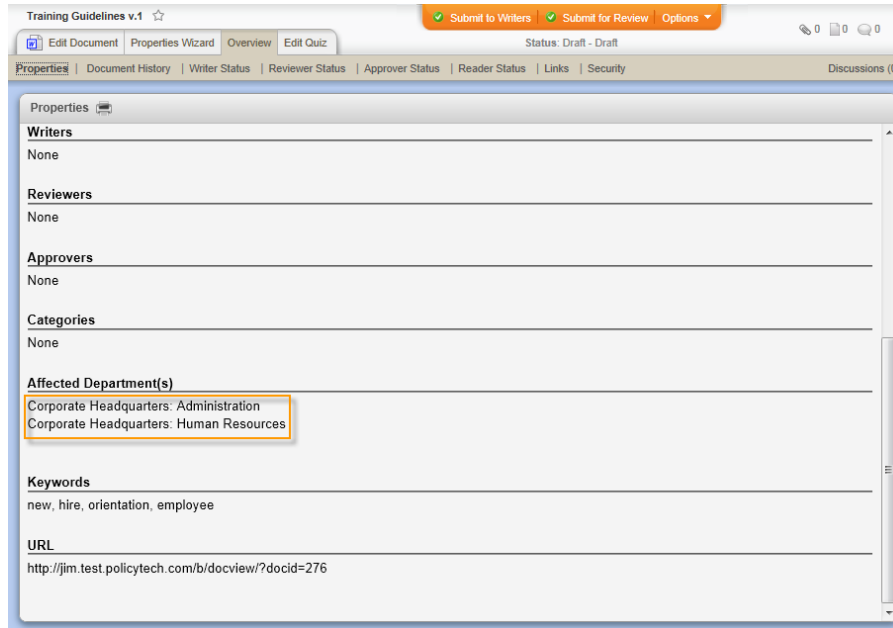 Training Guidelines v.1
Submit to Writers Submit for Review Options
0 0 0
Edit Document Properties Wizard Overview Edit Quiz
Status: Draft - Draft
Properties | Document History | Writer Status | Reviewer Status | Approver Status | Reader Status | Links | Security
Discussions (
Properties
Writers
None
Reviewers
None
Approvers
None
Categories
None
Affected Department(s)
Corporate Headquarters: Administration
Corporate Headquarters: Human Resources
Keywords
new, hire, orientation, employee
URL
http://jim.test.policytech.com/b/docview/?docid=276